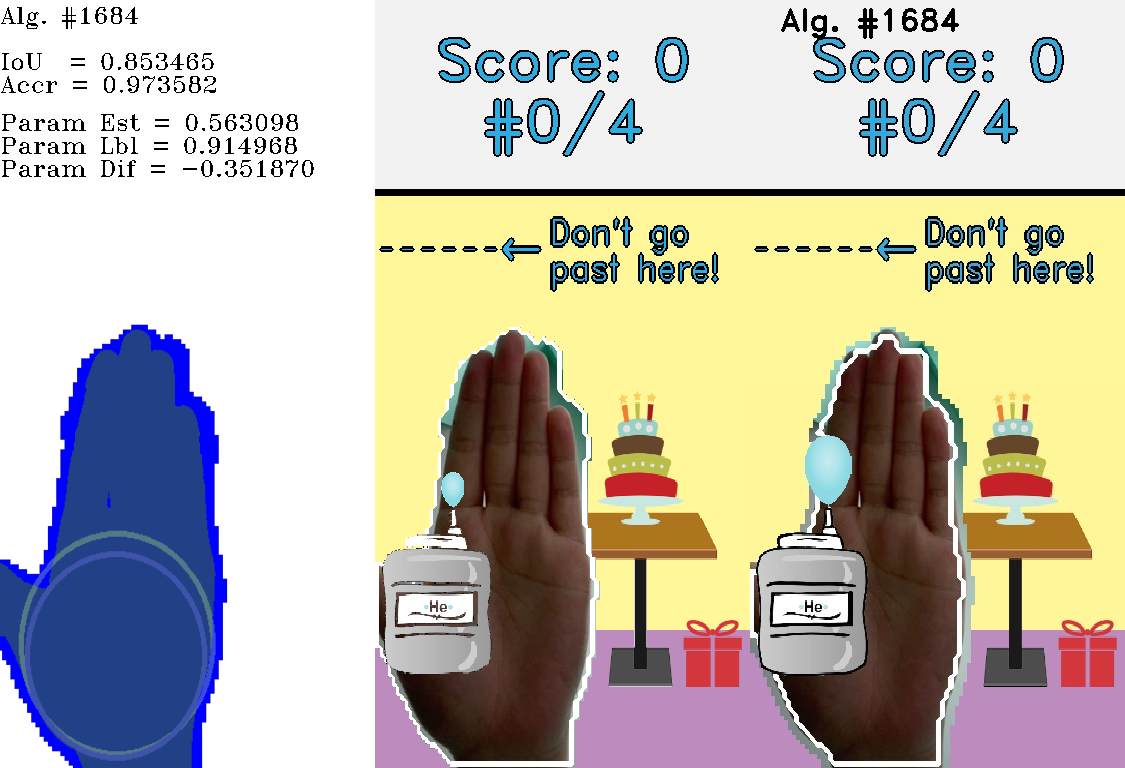 Alg. #1684
IoU = 0.853465
Accr = 0.973582
Param Est = 0.563098
Param Lbl = 0.914968
Param Dif = −0.351870
Score: 0
#0/4
Don't go
past here!
He
Alg. #1684
Score: 0
#0/4
Don't go
past here!
He